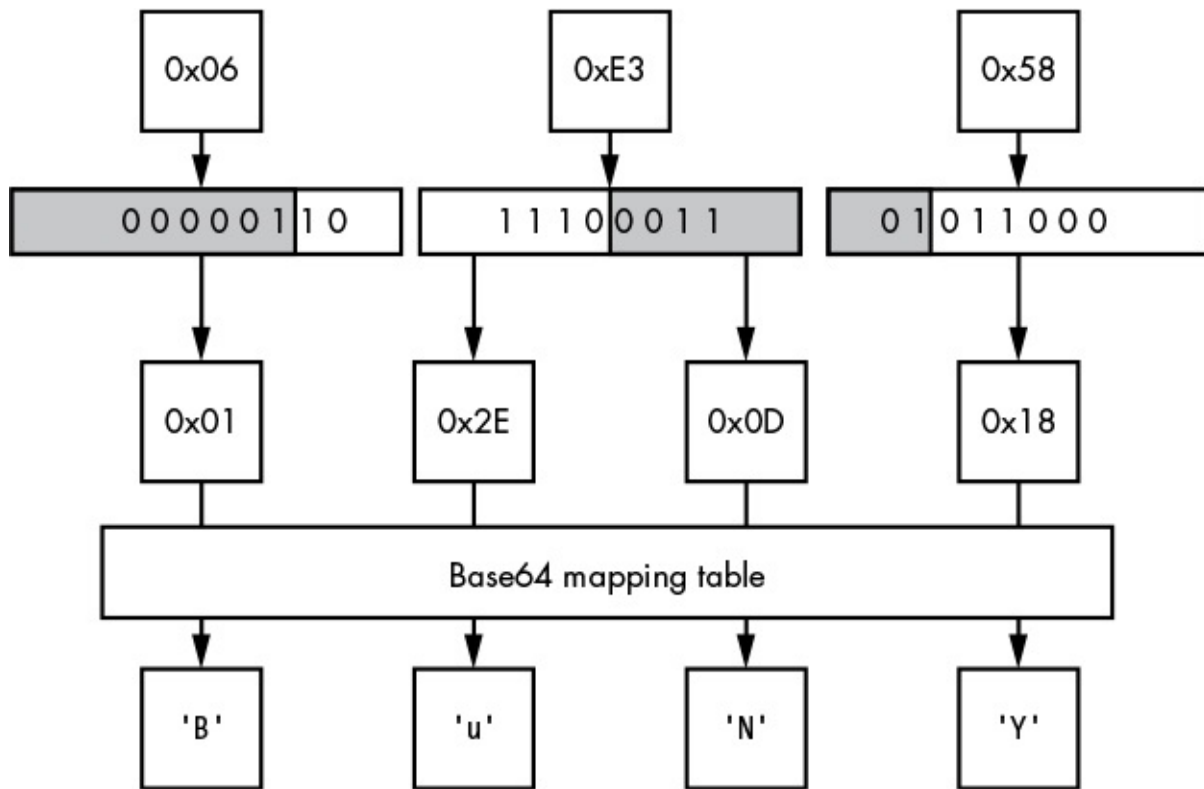 0x06 0xE3 0x58
0 0 0 0 0 1 1 0 1 1 1 0 0 0 1 1 0 1 0 1 1 0 0 0
0x01 0x2E 0x0D 0x18
Base64 mapping table
'B' 'u' 'N' 'Y'